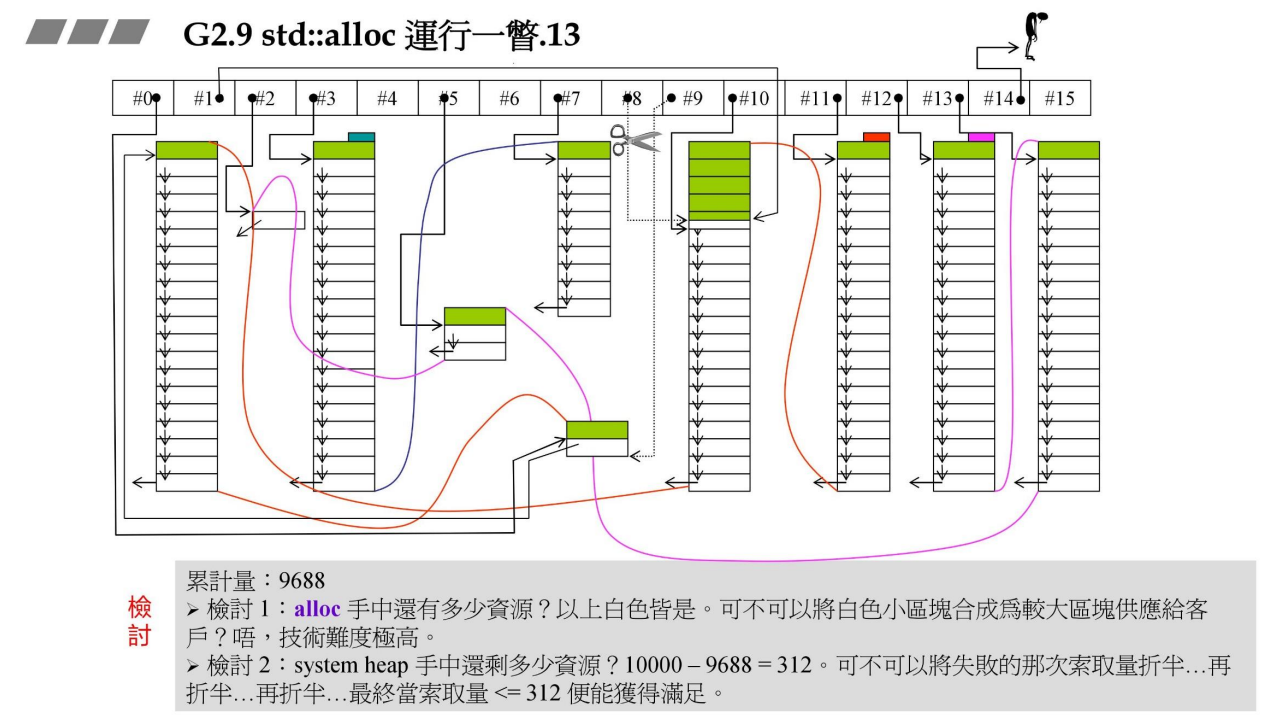 G2.9 std::alloc 運行一瞥.13
#0 #1 #2 #3 #4 #5 #6 #7 #8 #9 #10 #11 #12 #13 #14 #15
檢討
累計量：9688
➢ 檢討 1：alloc 手中還有多少資源？以上白色皆是。可不可以將白色小區塊合成爲較大區塊供應給客
戶？唔，技術難度極高。
➢ 檢討 2：system heap 手中還剩多少資源？10000 – 9688 = 312。可不可以將失敗的那次索取量折半…再
折半…再折半…最終當索取量 <= 312 便能獲得滿足。